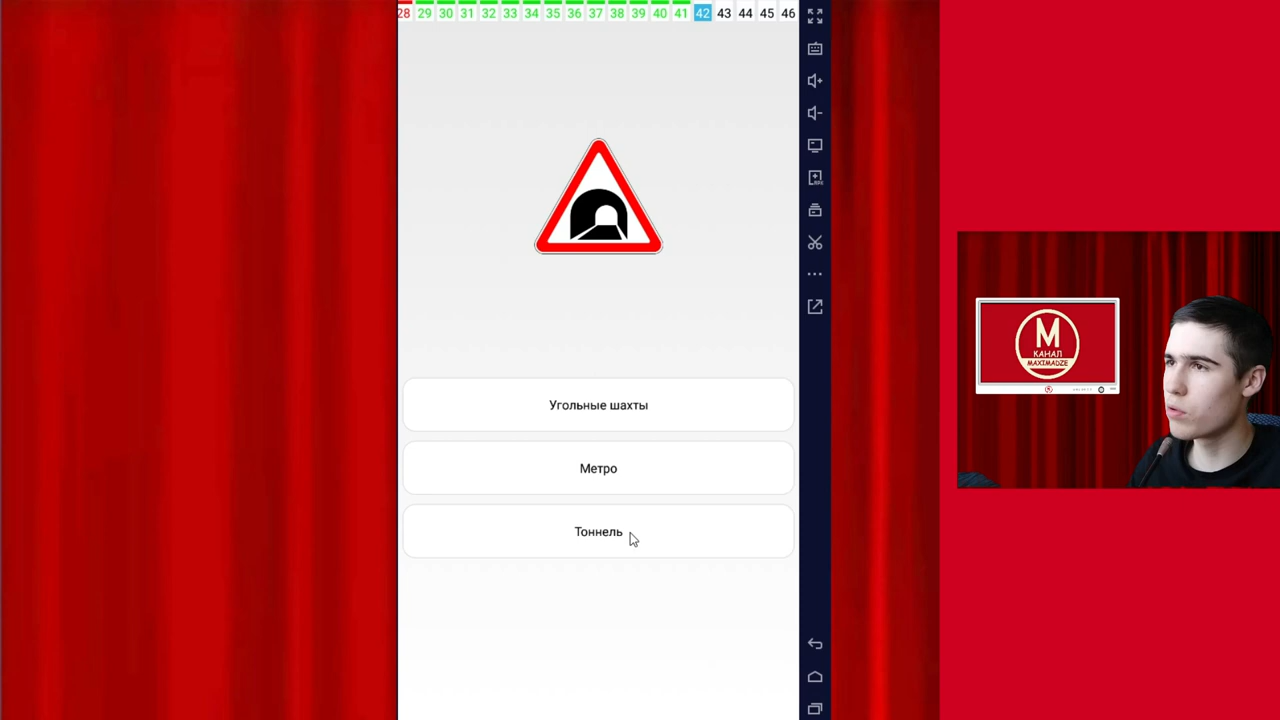 28 29 30 31 32 33 34 35 36 37 38 39 40 41 42 43 44 45 46
Угольные шахты
Метро
Тоннель
М
КАНАЛ
MAXIMADZE